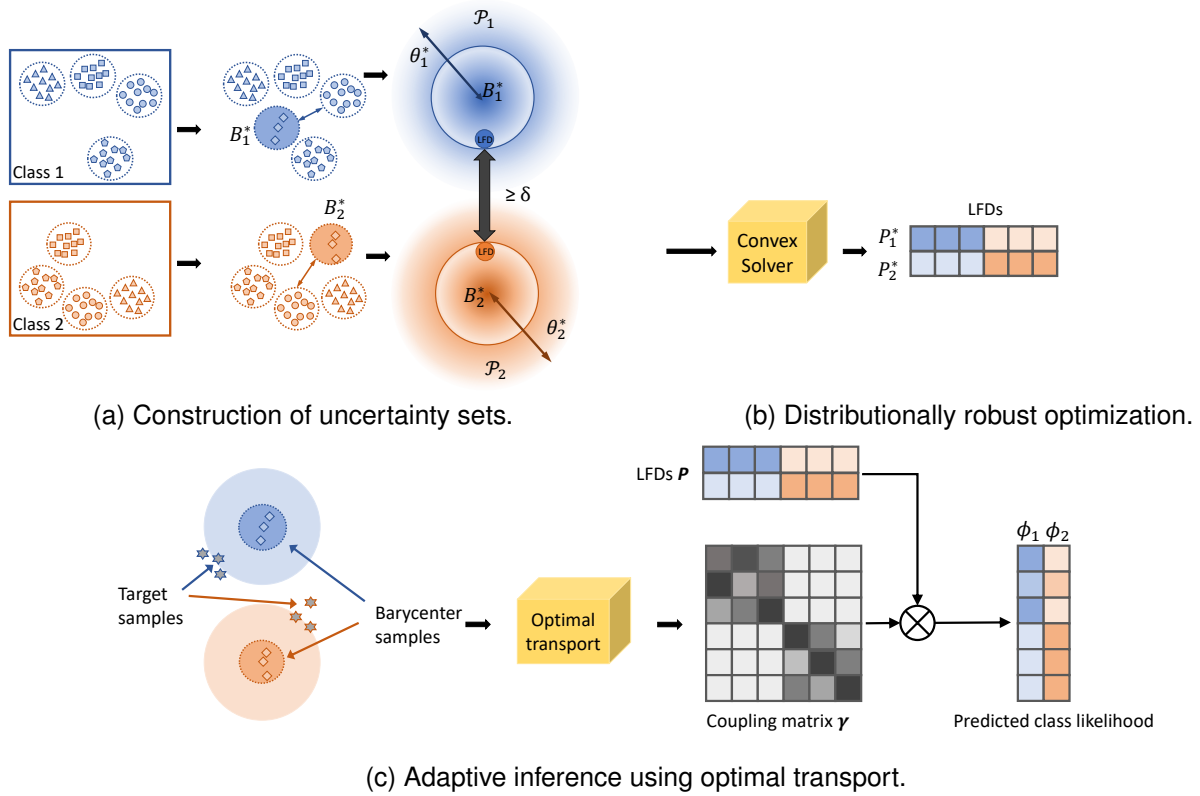 Class 1
B₁*
𝒫₁
θ₁*
B₁*
LFD
≥ δ
Class 2
B₂*
LFD
B₂*
θ₂*
𝒫₂
(a) Construction of uncertainty sets.
Convex
Solver
LFDs
P₁*
P₂*
(b) Distributionally robust optimization.
Target
samples
Barycenter
samples
Optimal
transport
LFDs P
Coupling matrix γ
ϕ₁ ϕ₂
Predicted class likelihood
(c) Adaptive inference using optimal transport.